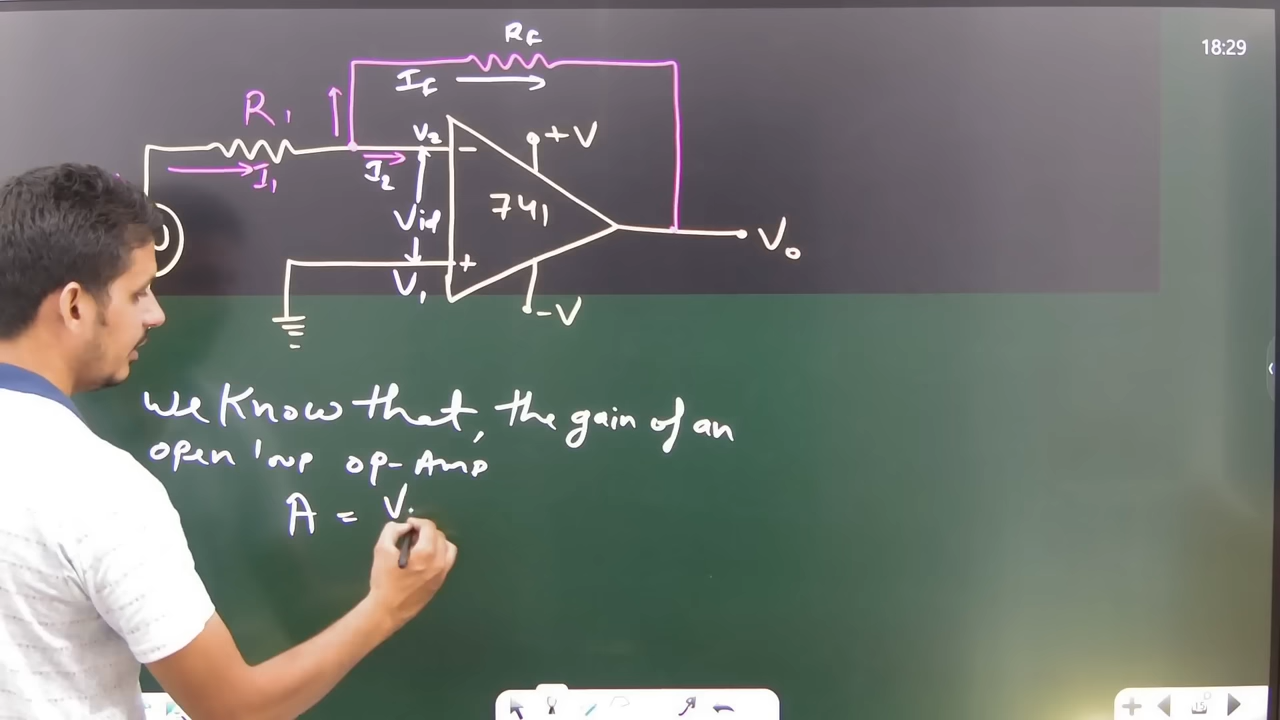 18:29
Rf
If
R1
V2
+V
I1
I2
-
741
Vid
V0
+
V1
-V
We Know that, the gain of an
open loop op-Amp
A = V